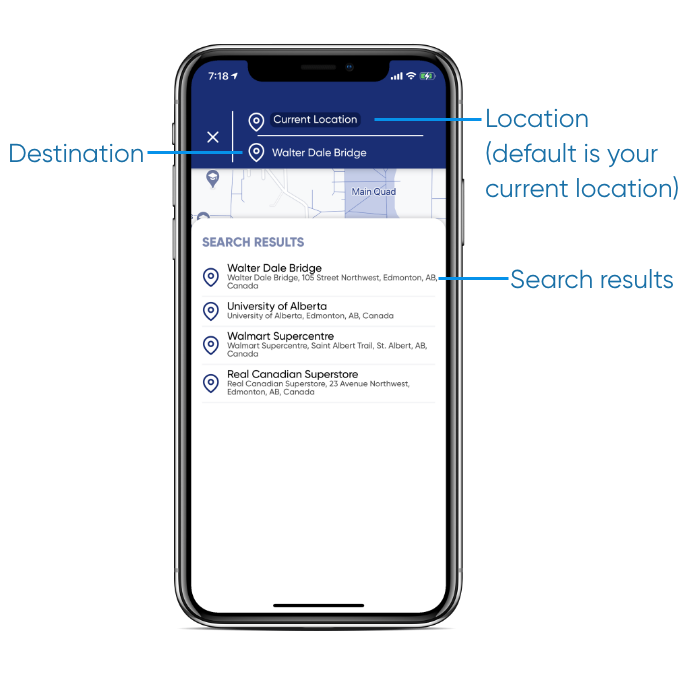 7:18
Current Location
Location
(default is your
current location)
Destination
Walter Dale Bridge
Main Quad
SEARCH RESULTS
Walter Dale Bridge
Walter Dale Bridge, 105 Street Northwest, Edmonton, AB,
Canada
Search results
University of Alberta
University of Alberta, Edmonton, AB, Canada
Walmart Supercentre
Walmart Supercentre, Saint Albert Trail, St. Albert, AB,
Canada
Real Canadian Superstore
Real Canadian Superstore, 23 Avenue Northwest,
Edmonton, AB, Canada